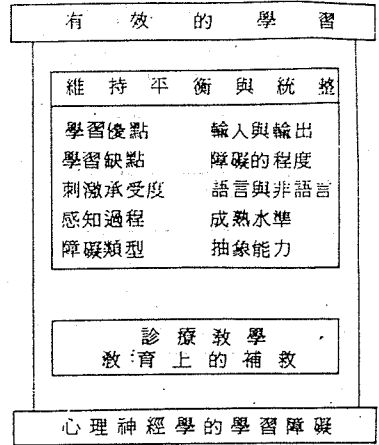 有效的學習
維持平衡與統整
學習優點 輸入與輸出
學習缺點 障礙的程度
刺激承受度 語言與非語言
感知過程 成熟水準
障礙類型 抽象能力
診療教學
教育上的補救
心理神經學的學習障礙